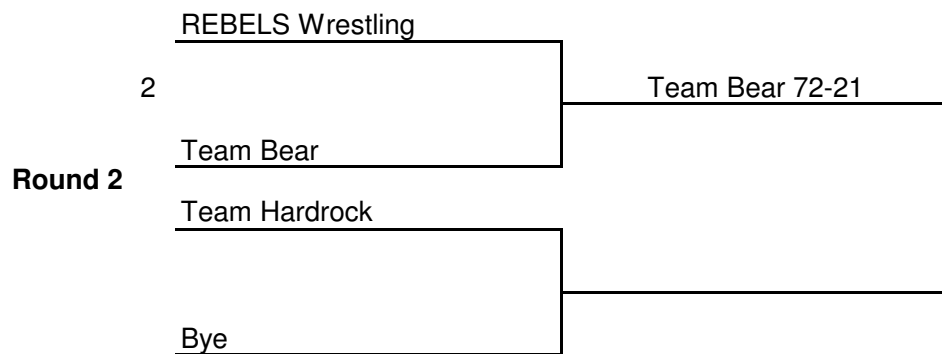 REBELS Wrestling
2
Team Bear 72-21
Team Bear
Round 2
Team Hardrock
Bye